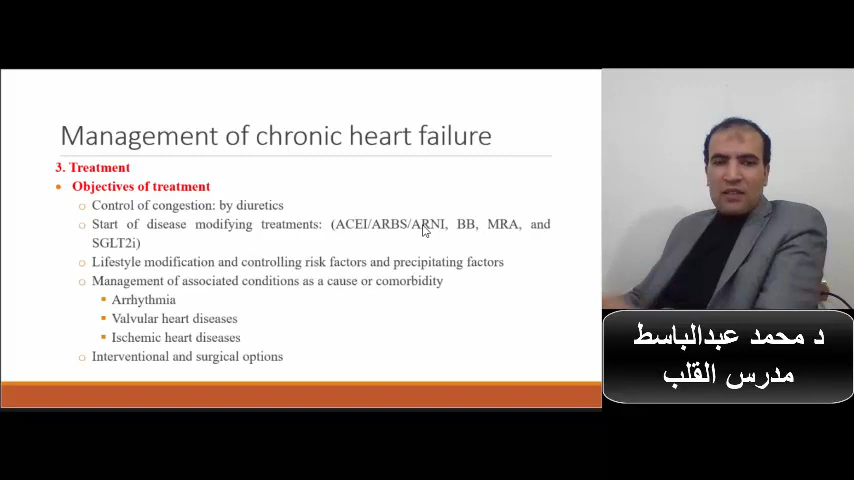 Management of chronic heart failure
3. Treatment
• Objectives of treatment
○ Control of congestion: by diuretics
○ Start of disease modifying treatments: (ACEI/ARBS/ARNI, BB, MRA, and
SGLT2i)
○ Lifestyle modification and controlling risk factors and precipitating factors
○ Management of associated conditions as a cause or comorbidity
▪ Arrhythmia
▪ Valvular heart diseases
▪ Ischemic heart diseases
○ Interventional and surgical options
د محمد عبدالباسط
مدرس القلب